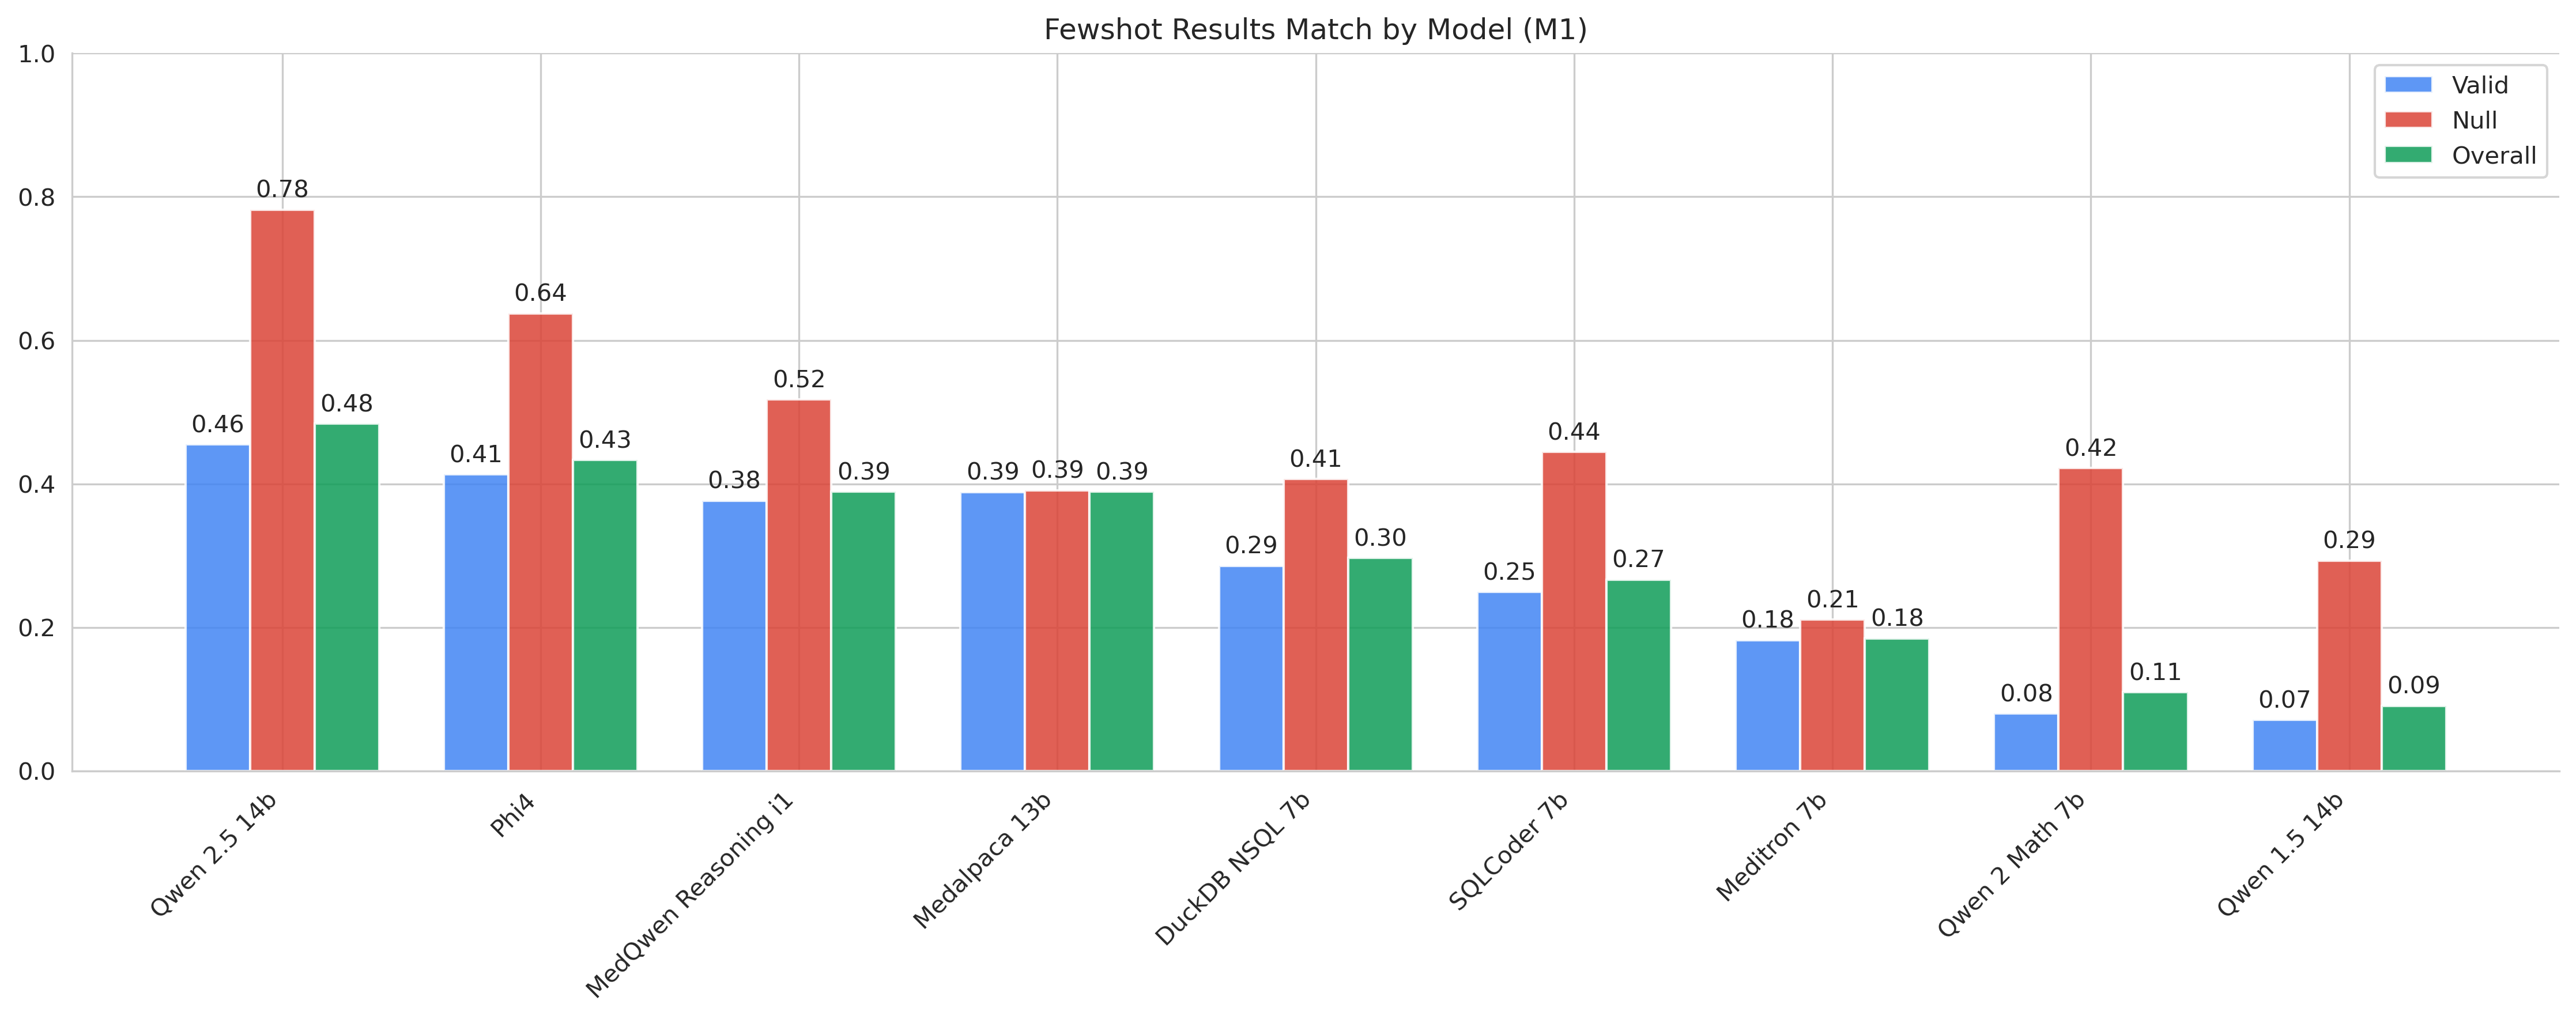 Fewshot Results Match by Model (M1)
1.0
0.8
0.6
0.4
0.2
0.0
Valid
Null
Overall
0.46
0.78
0.48
0.41
0.64
0.43
0.38
0.52
0.39
0.39
0.39
0.39
0.29
0.41
0.30
0.25
0.44
0.27
0.18
0.21
0.18
0.08
0.42
0.11
0.07
0.29
0.09
Qwen 2.5 14b
Phi4
MedQwen Reasoning i1
Medalpaca 13b
DuckDB NSQL 7b
SQLCoder 7b
Meditron 7b
Qwen 2 Math 7b
Qwen 1.5 14b